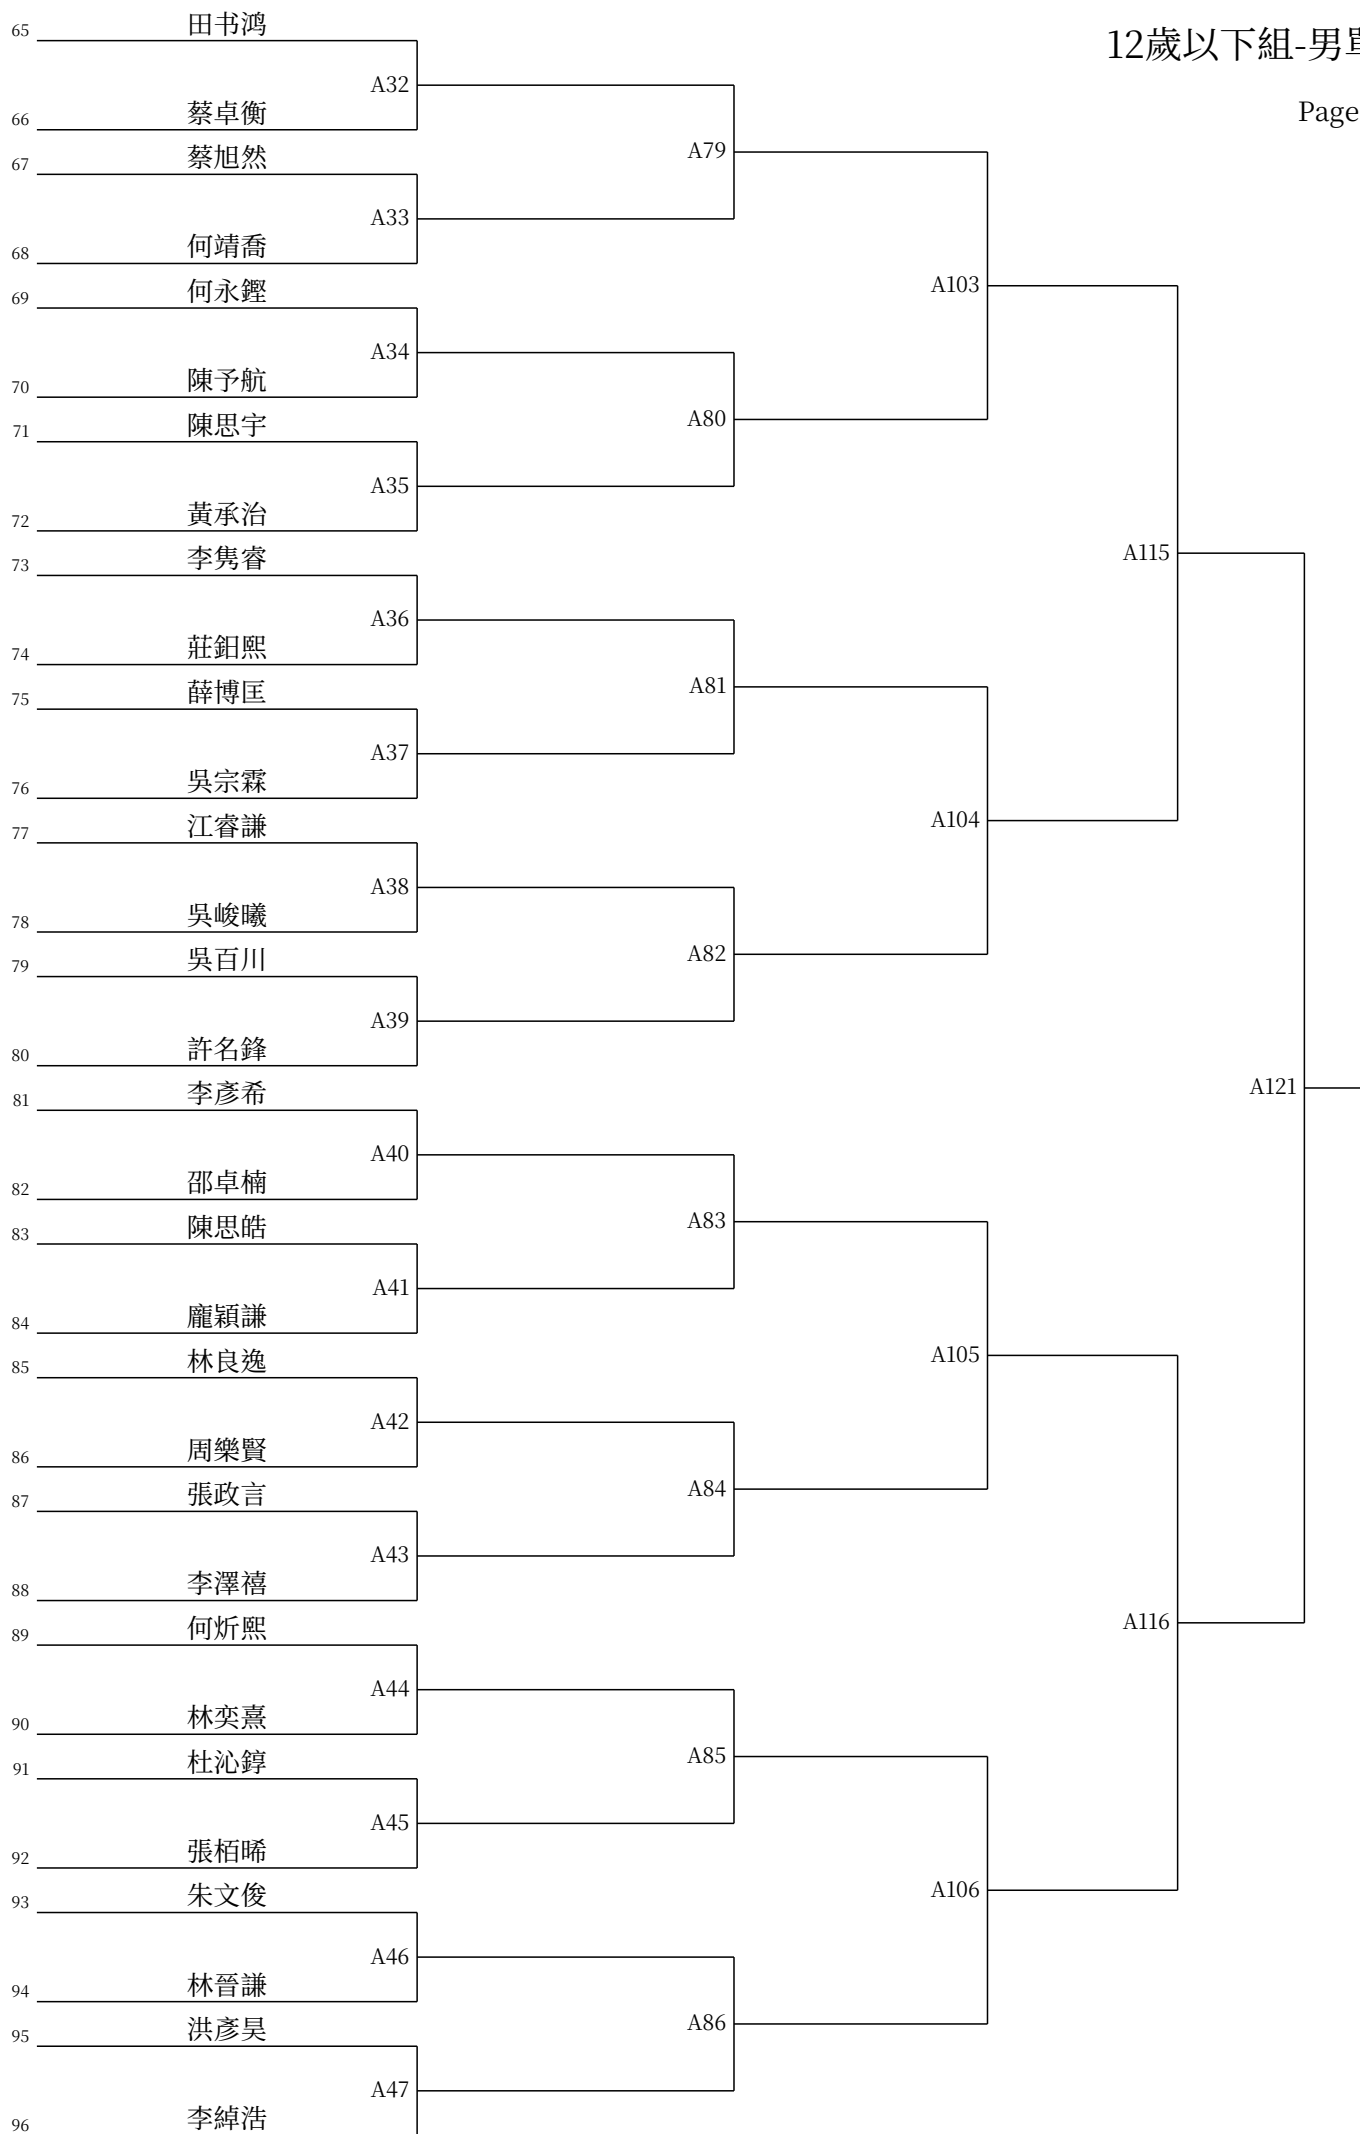 12歲以下組-男單
Page
65 田书鸿
A32
66 蔡卓衡
A79
67 蔡旭然
A33
68 何靖喬
A103
69 何永鏗
A34
70 陳予航
A80
71 陳思宇
A35
72 黃承治
A115
73 李隽睿
A36
74 莊鈤熙
A81
75 薛博匡
A37
76 吳宗霖
A104
77 江睿謙
A38
78 吳峻曦
A82
79 吳百川
A39
80 許名鋒
A121
81 李彥希
A40
82 邵卓楠
A83
83 陳思皓
A41
84 龐穎謙
A105
85 林良逸
A42
86 周樂賢
A84
87 張政言
A43
88 李澤禧
A116
89 何炘熙
A44
90 林奕熹
A85
91 杜沁錞
A45
92 張栢晞
A106
93 朱文俊
A46
94 林晉謙
A86
95 洪彥昊
A47
96 李綽浩